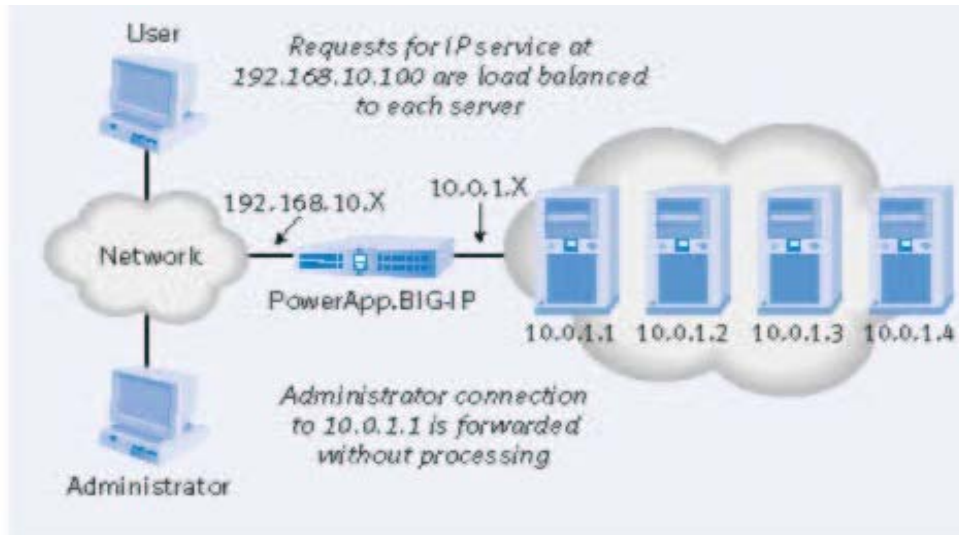 User
Requests for IP service at
192.168.10.100 are load balanced
to each server
192.168.10.X
10.0.1.X
Network
PowerApp.BIG-IP
10.0.1.1 10.0.1.2 10.0.1.3 10.0.1.4
Administrator connection
to 10.0.1.1 is forwarded
without processing
Administrator